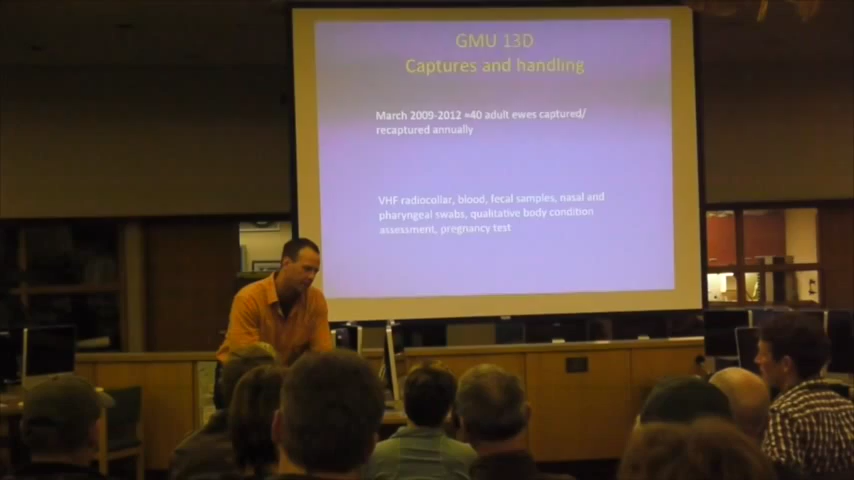 GMU 13D
Captures and handling
March 2009-2012 ≈40 adult ewes captured/
recaptured annually
VHF radiocollar, blood, fecal samples, nasal and
pharyngeal swabs, qualitative body condition
assessment, pregnancy test